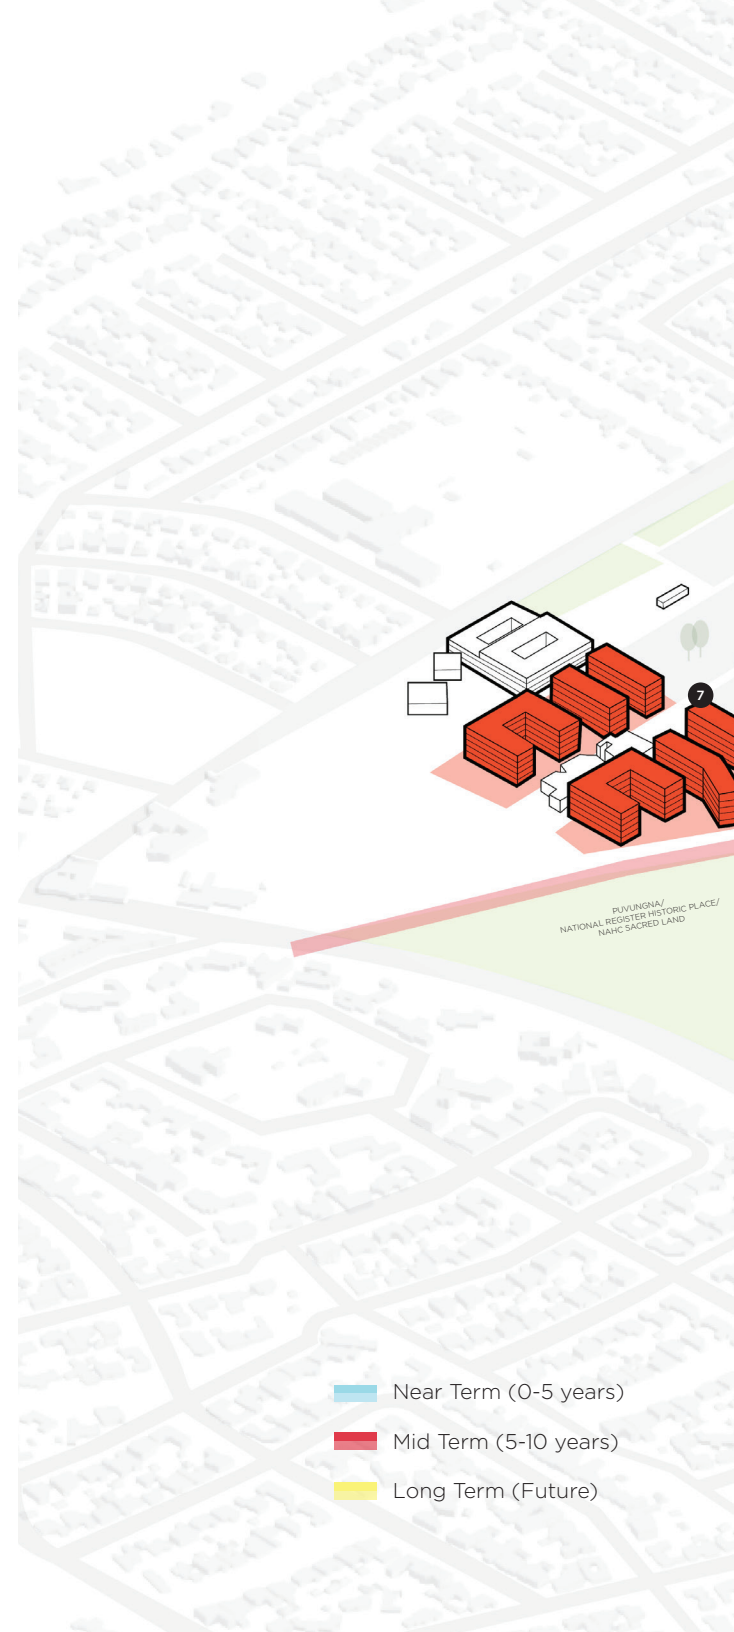 7
PUVUNGNA/
NATIONAL REGISTER HISTORIC PLACE/
NAHC SACRED LAND
Near Term (0-5 years)
Mid Term (5-10 years)
Long Term (Future)